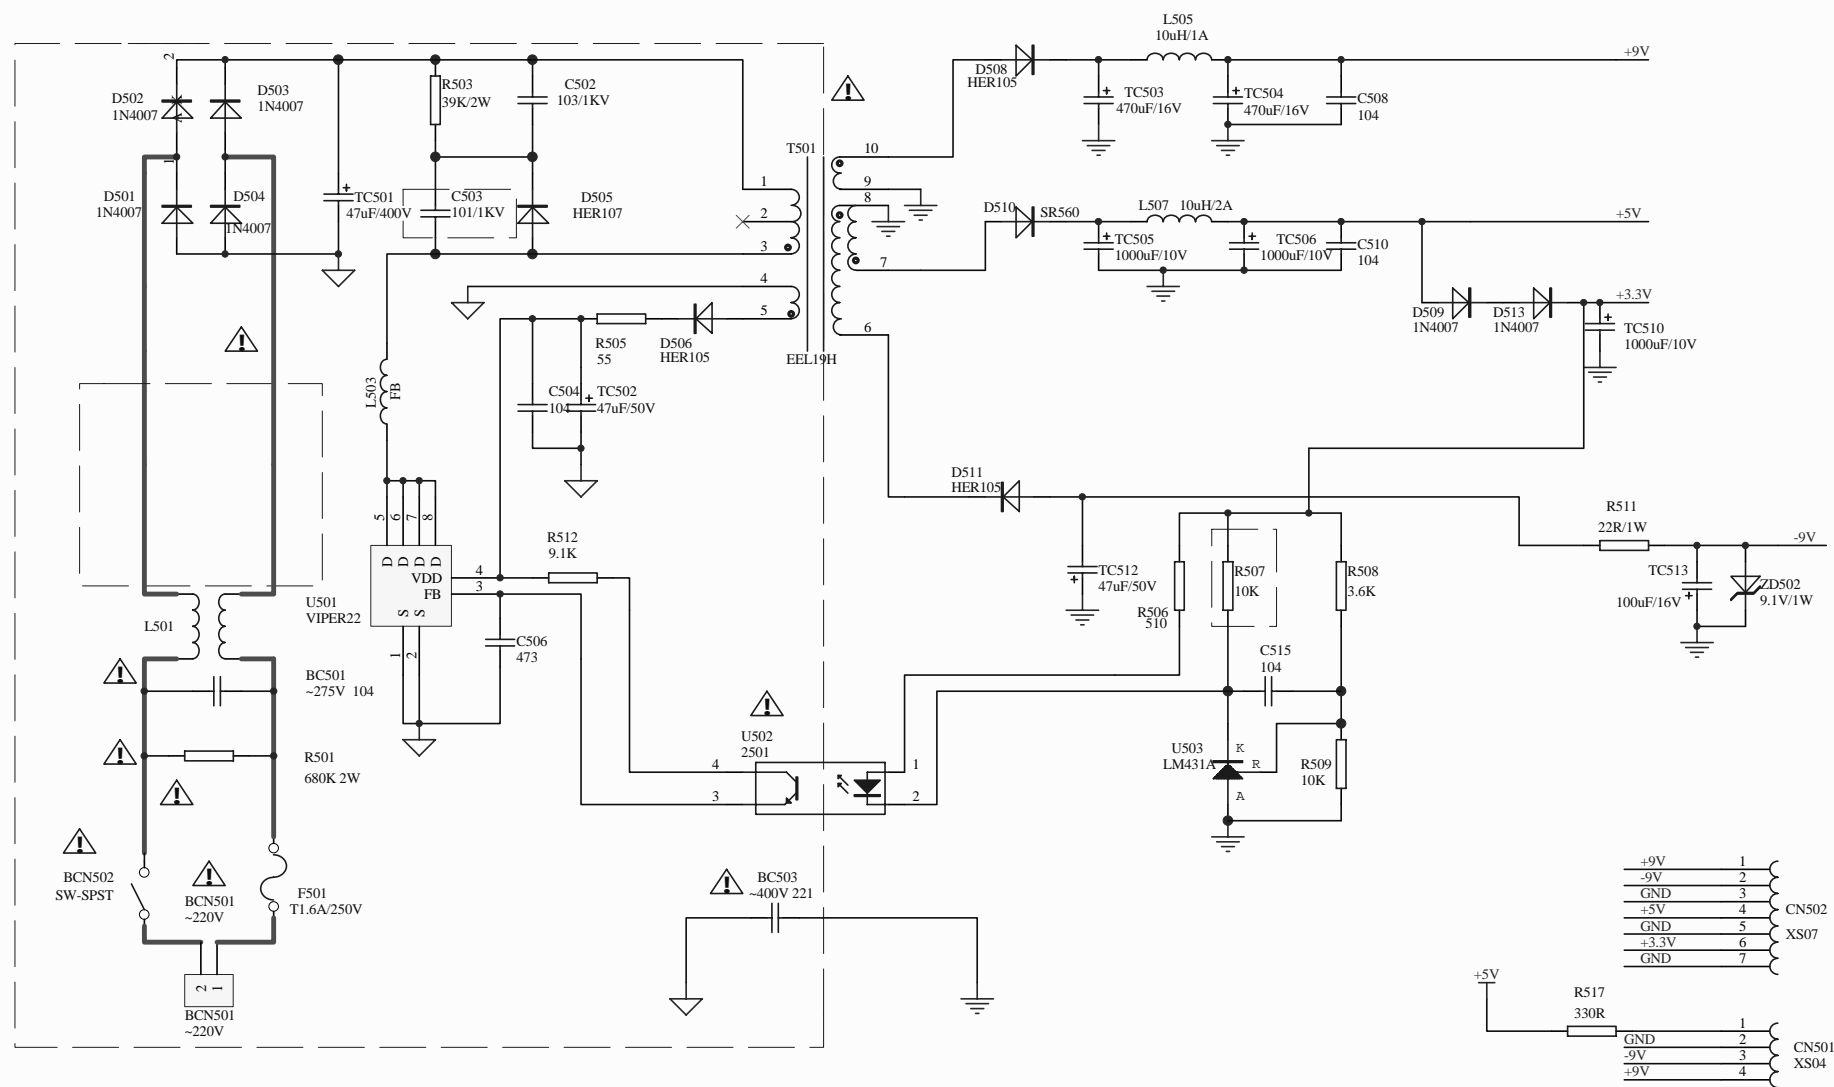 L505
10uH/1A
+9V
D508
HER105
TC503
470uF/16V
TC504
470uF/16V
C508
104
2
D502
1N4007
D503
1N4007
R503
39K/2W
C502
103/1KV
K
A
1
T501
10
9
8
7
6
1
2
3
4
5
D501
1N4007
D504
1N4007
TC501
47uF/400V
C503
101/1KV
D505
HER107
D510
SR560
L507 10uH/2A
+5V
TC505
1000uF/10V
TC506
1000uF/10V
C510
104
+3.3V
D509
1N4007
D513
1N4007
TC510
1000uF/10V
R505
55
D506
HER105
EEL19H
L503
FB
C504
104
TC502
47uF/50V
D511
HER105
R511
22R/1W
-9V
5
6
7
8
R512
9.1K
D
D
D
D
VDD
FB
S
S
4
3
1
2
U501
VIPER22
C506
473
TC512
47uF/50V
R506
510
R507
10K
R508
3.6K
TC513
100uF/16V
ZD502
9.1V/1W
L501
BC501
~275V 104
C515
104
R501
680K 2W
U502
2501
4
3
1
2
U503
LM431A
K
R
A
R509
10K
BCN502
SW-SPST
BCN501
~220V
F501
T1.6A/250V
BC503
~400V 221
2
1
BCN501
~220V
+9V 1
-9V 2
GND 3
+5V 4
GND 5
+3.3V 6
GND 7
CN502
XS07
+5V
R517
330R
1
GND 2
-9V 3
+9V 4
CN501
XS04